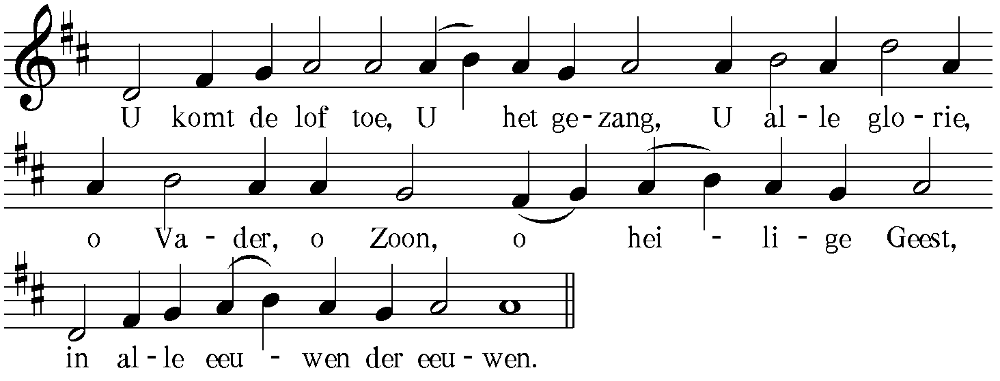 U komt de lof toe, U het ge-zang, U al-le glo-rie,
o Va-der, o Zoon, o hei-li-ge Geest,
in al-le eeu-wen der eeu-wen.